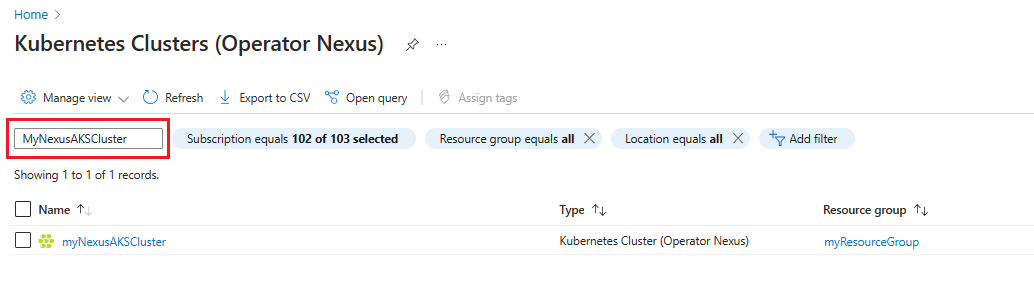 Home
Kubernetes Clusters (Operator Nexus)
Manage view Refresh Export to CSV Open query Assign tags
MyNexusAKSCluster Subscription equals 102 of 103 selected Resource group equals all Location equals all Add filter
Showing 1 to 1 of 1 records.
Name Type Resource group
myNexusAKSCluster Kubernetes Cluster (Operator Nexus) myResourceGroup